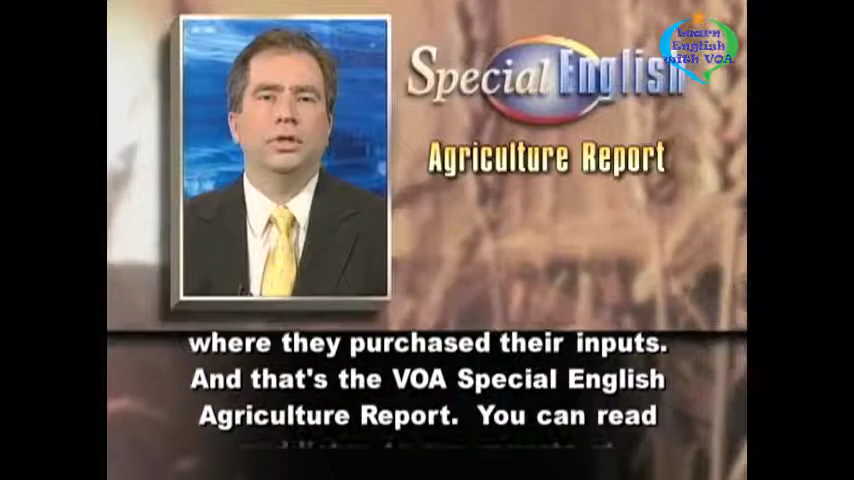 Learn
English
with VOA
Special English
Agriculture Report
where they purchased their inputs.
And that's the VOA Special English
Agriculture Report. You can read